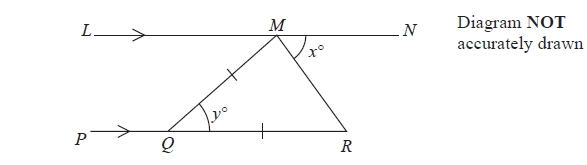 L M N
x°
y°
P Q R
Diagram NOT
accurately drawn